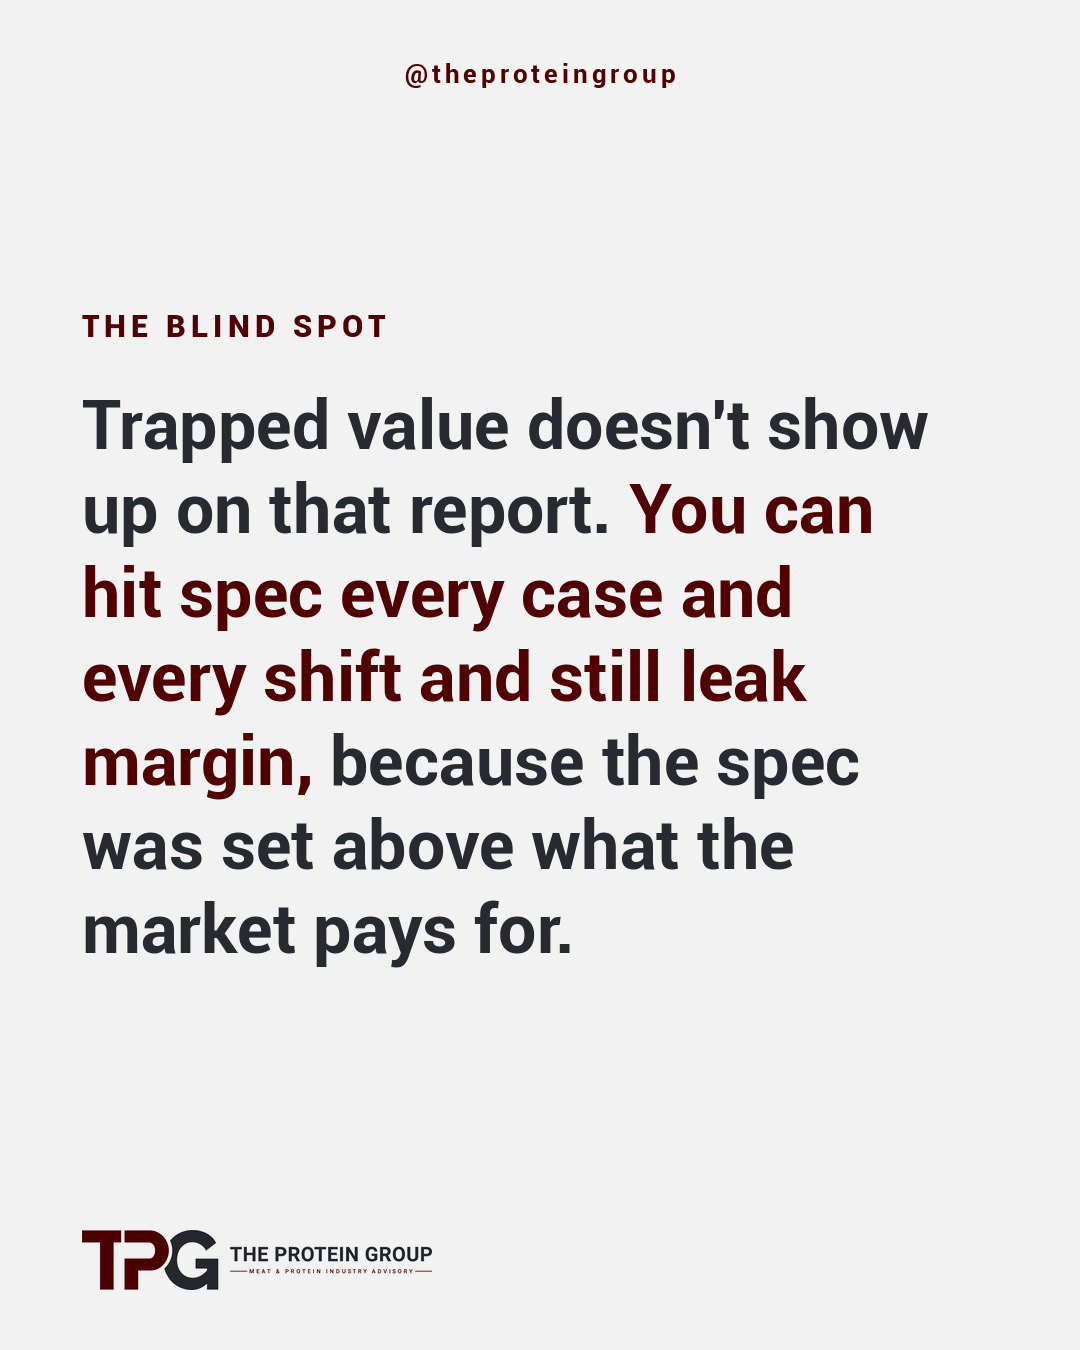 @theproteingroup
THE BLIND SPOT
Trapped value doesn't show
up on that report. You can
hit spec every case and
every shift and still leak
margin, because the spec
was set above what the
market pays for.
TPG
THE PROTEIN GROUP
MEAT & PROTEIN INDUSTRY ADVISORY